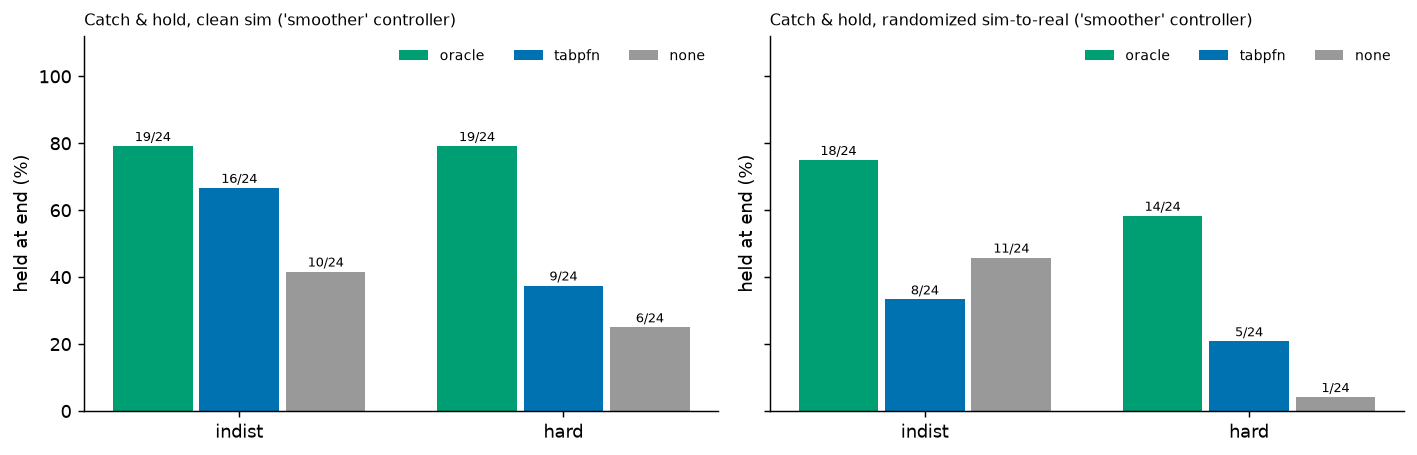 Catch & hold, clean sim ('smoother' controller)
oracle tabpfn none
held at end (%)
100
80
60
40
20
0
19/24
16/24
10/24
19/24
9/24
6/24
indist
hard
Catch & hold, randomized sim-to-real ('smoother' controller)
oracle tabpfn none
held at end (%)
18/24
8/24
11/24
14/24
5/24
1/24
indist
hard